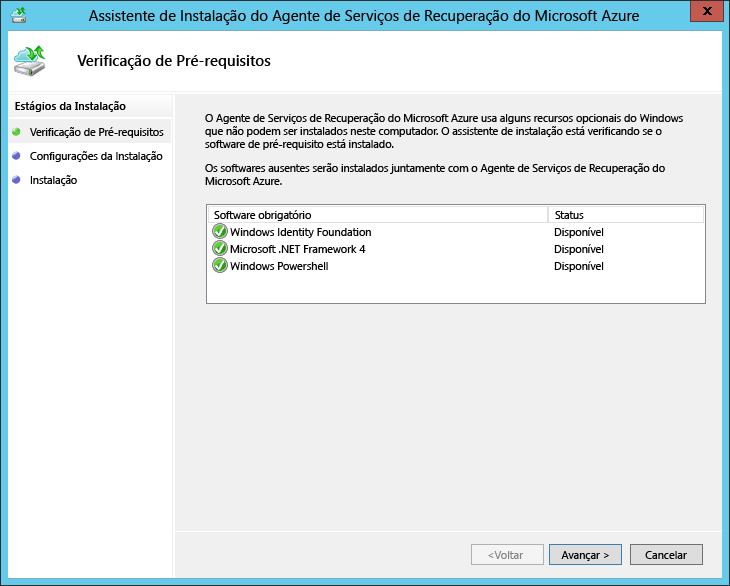 Assistente de Instalação do Agente de Serviços de Recuperação do Microsoft Azure
x
Verificação de Pré-requisitos
Estágios da Instalação
Verificação de Pré-requisitos
Configurações da Instalação
Instalação
O Agente de Serviços de Recuperação do Microsoft Azure usa alguns recursos opcionais do Windows
que não podem ser instalados neste computador. O assistente de instalação está verificando se o
software de pré-requisito está instalado.
Os softwares ausentes serão instalados juntamente com o Agente de Serviços de Recuperação do
Microsoft Azure.
Software obrigatório Status
Windows Identity Foundation Disponível
Microsoft .NET Framework 4 Disponível
Windows Powershell Disponível
<Voltar Avançar > Cancelar